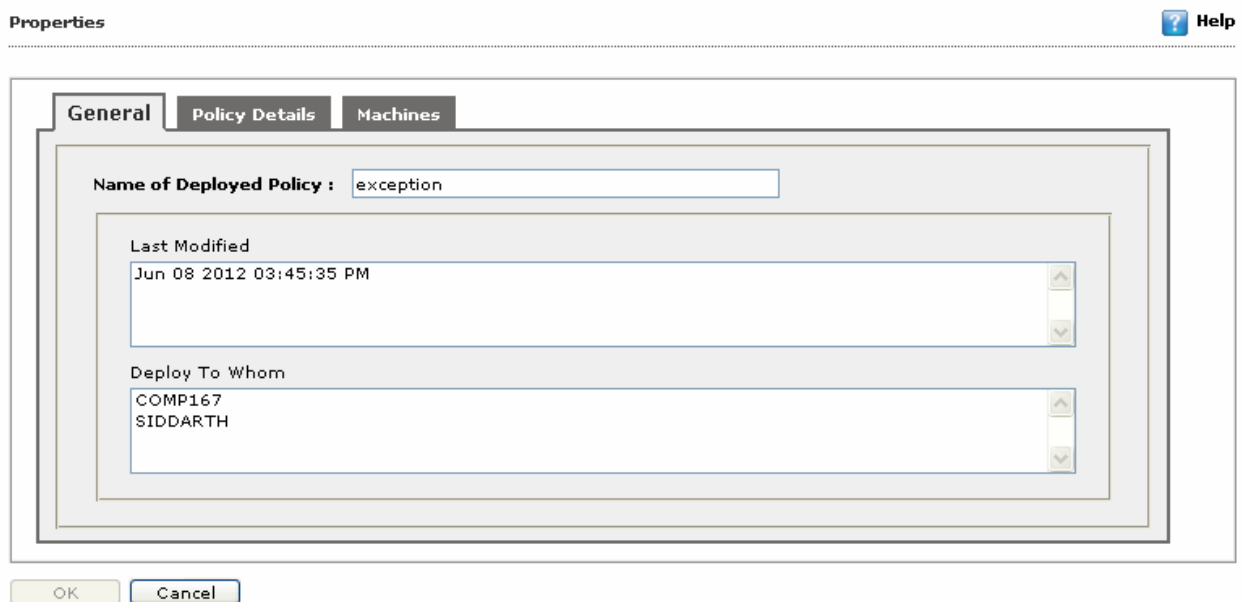 Properties
Help
General Policy Details Machines
Name of Deployed Policy : exception
Last Modified
Jun 08 2012 03:45:35 PM
Deploy To Whom
COMP167
SIDDARTH
OK Cancel